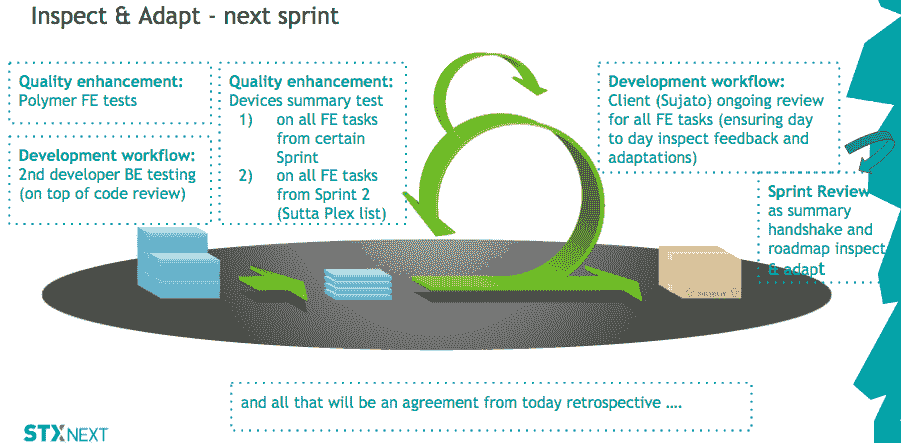 Inspect & Adapt - next sprint
Quality enhancement:
Polymer FE tests
Development workflow:
2nd developer BE testing
(on top of code review)
Quality enhancement:
Devices summary test
1) on all FE tasks
from certain
Sprint
2) on all FE tasks
from Sprint 2
(Sutta Plex list)
Development workflow:
Client (Sujato) ongoing review
for all FE tasks (ensuring day
to day inspect feedback and
adaptations)
Sprint Review
as summary
handshake and
roadmap inspect
& adapt
and all that will be an agreement from today retrospective ....
STX NEXT